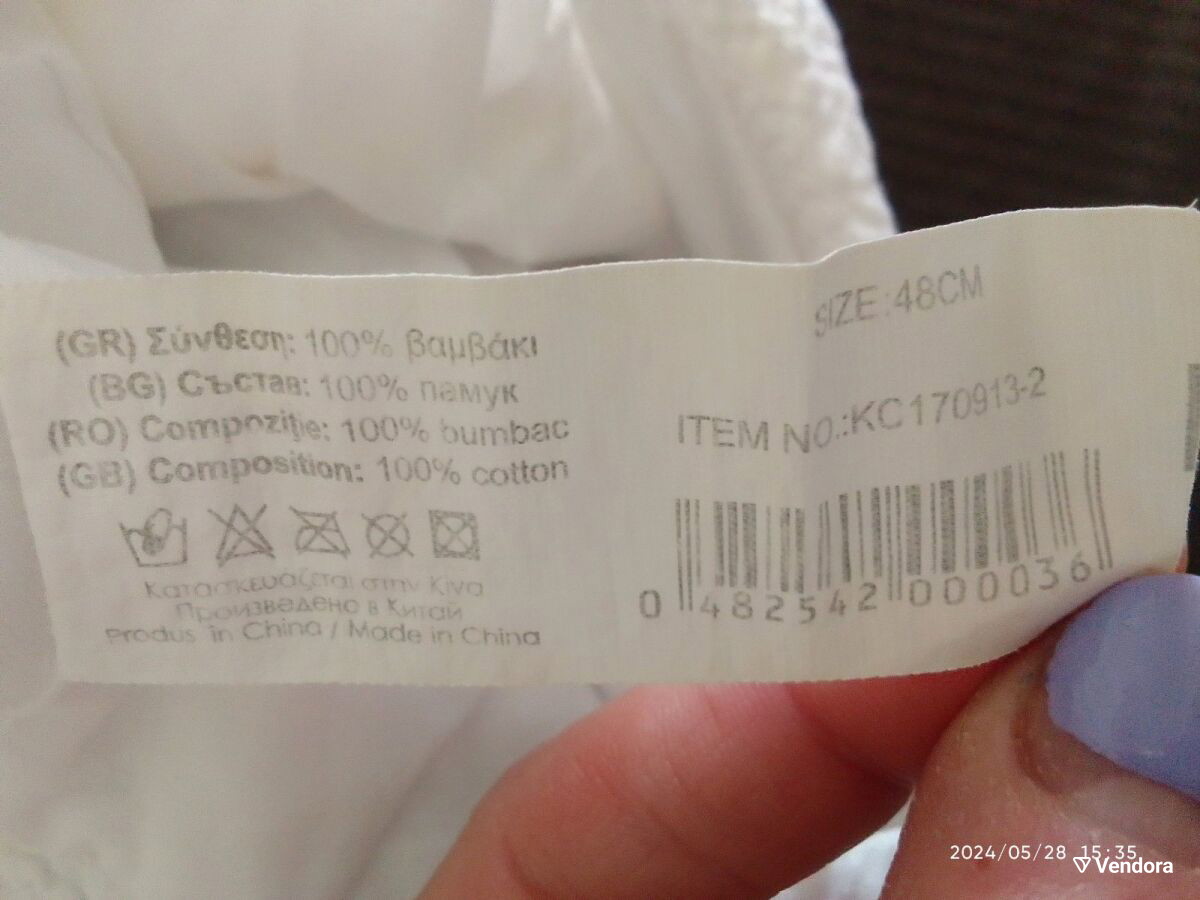 (GR) Σύνθεση: 100% βαμβάκι
(BG) Състав: 100% памук
(RO) Compoziţie: 100% bumbac
(GB) Composition: 100% cotton
Κατασκευάζεται στην Κίνα
Произведено в Китай
Produs în China / Made in China
SIZE:48CM
ITEM NO.:KC170913-2
0 482542 000036
2024/05/28 15:35
Vendora